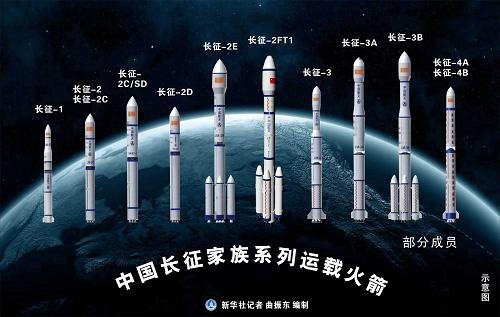 长征-1
长征-2
长征-2C
长征-
2C/SD
长征-2D
长征-2E
长征-2FT1
长征-3
长征-3A
长征-3B
长征-4A
长征-4B
部分成员
中国长征家族系列运载火箭
新华社记者 曲振东 编制
示意图